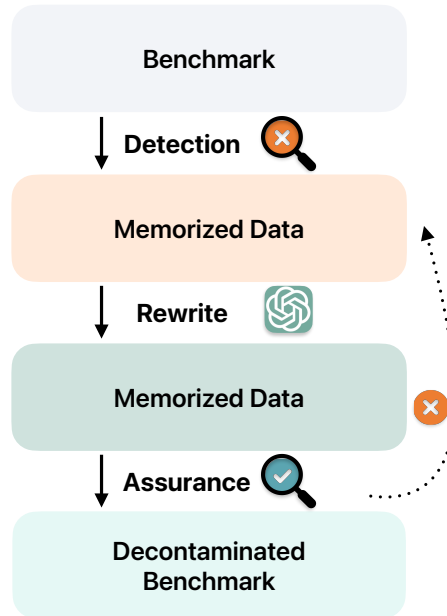 Benchmark
Detection
Memorized Data
Rewrite
Memorized Data
Assurance
Decontaminated
Benchmark